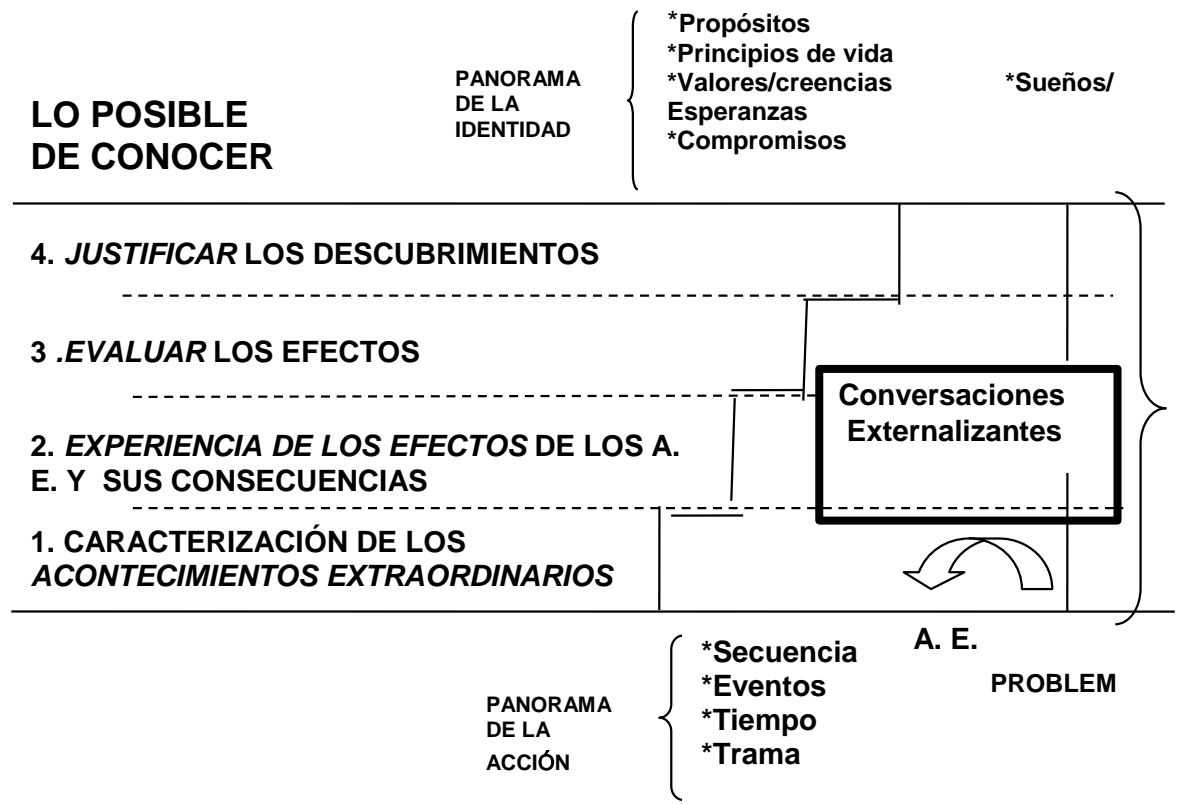 *Propósitos
*Principios de vida
*Valores/creencias *Sueños/
Esperanzas
*Compromisos
PANORAMA
DE LA
IDENTIDAD
LO POSIBLE
DE CONOCER
4. JUSTIFICAR LOS DESCUBRIMIENTOS
3 .EVALUAR LOS EFECTOS
Conversaciones
Externalizantes
2. EXPERIENCIA DE LOS EFECTOS DE LOS A.
E. Y SUS CONSECUENCIAS
1. CARACTERIZACIÓN DE LOS
ACONTECIMIENTOS EXTRAORDINARIOS
A. E.
PROBLEM
PANORAMA
DE LA
ACCIÓN
*Secuencia
*Eventos
*Tiempo
*Trama